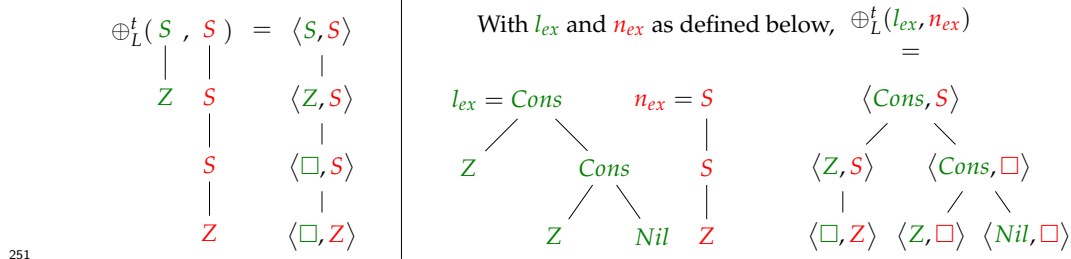 ⊕ᵗ_L( S , S ) = ⟨S, S⟩
Z S ⟨Z, S⟩
S ⟨□, S⟩
Z ⟨□, Z⟩
With l_ex and n_ex as defined below, ⊕ᵗ_L(l_ex, n_ex)
=
l_ex = Cons n_ex = S ⟨Cons, S⟩
Z Cons S ⟨Z, S⟩ ⟨Cons, □⟩
Z Nil Z ⟨□, Z⟩ ⟨Z, □⟩ ⟨Nil, □⟩
251